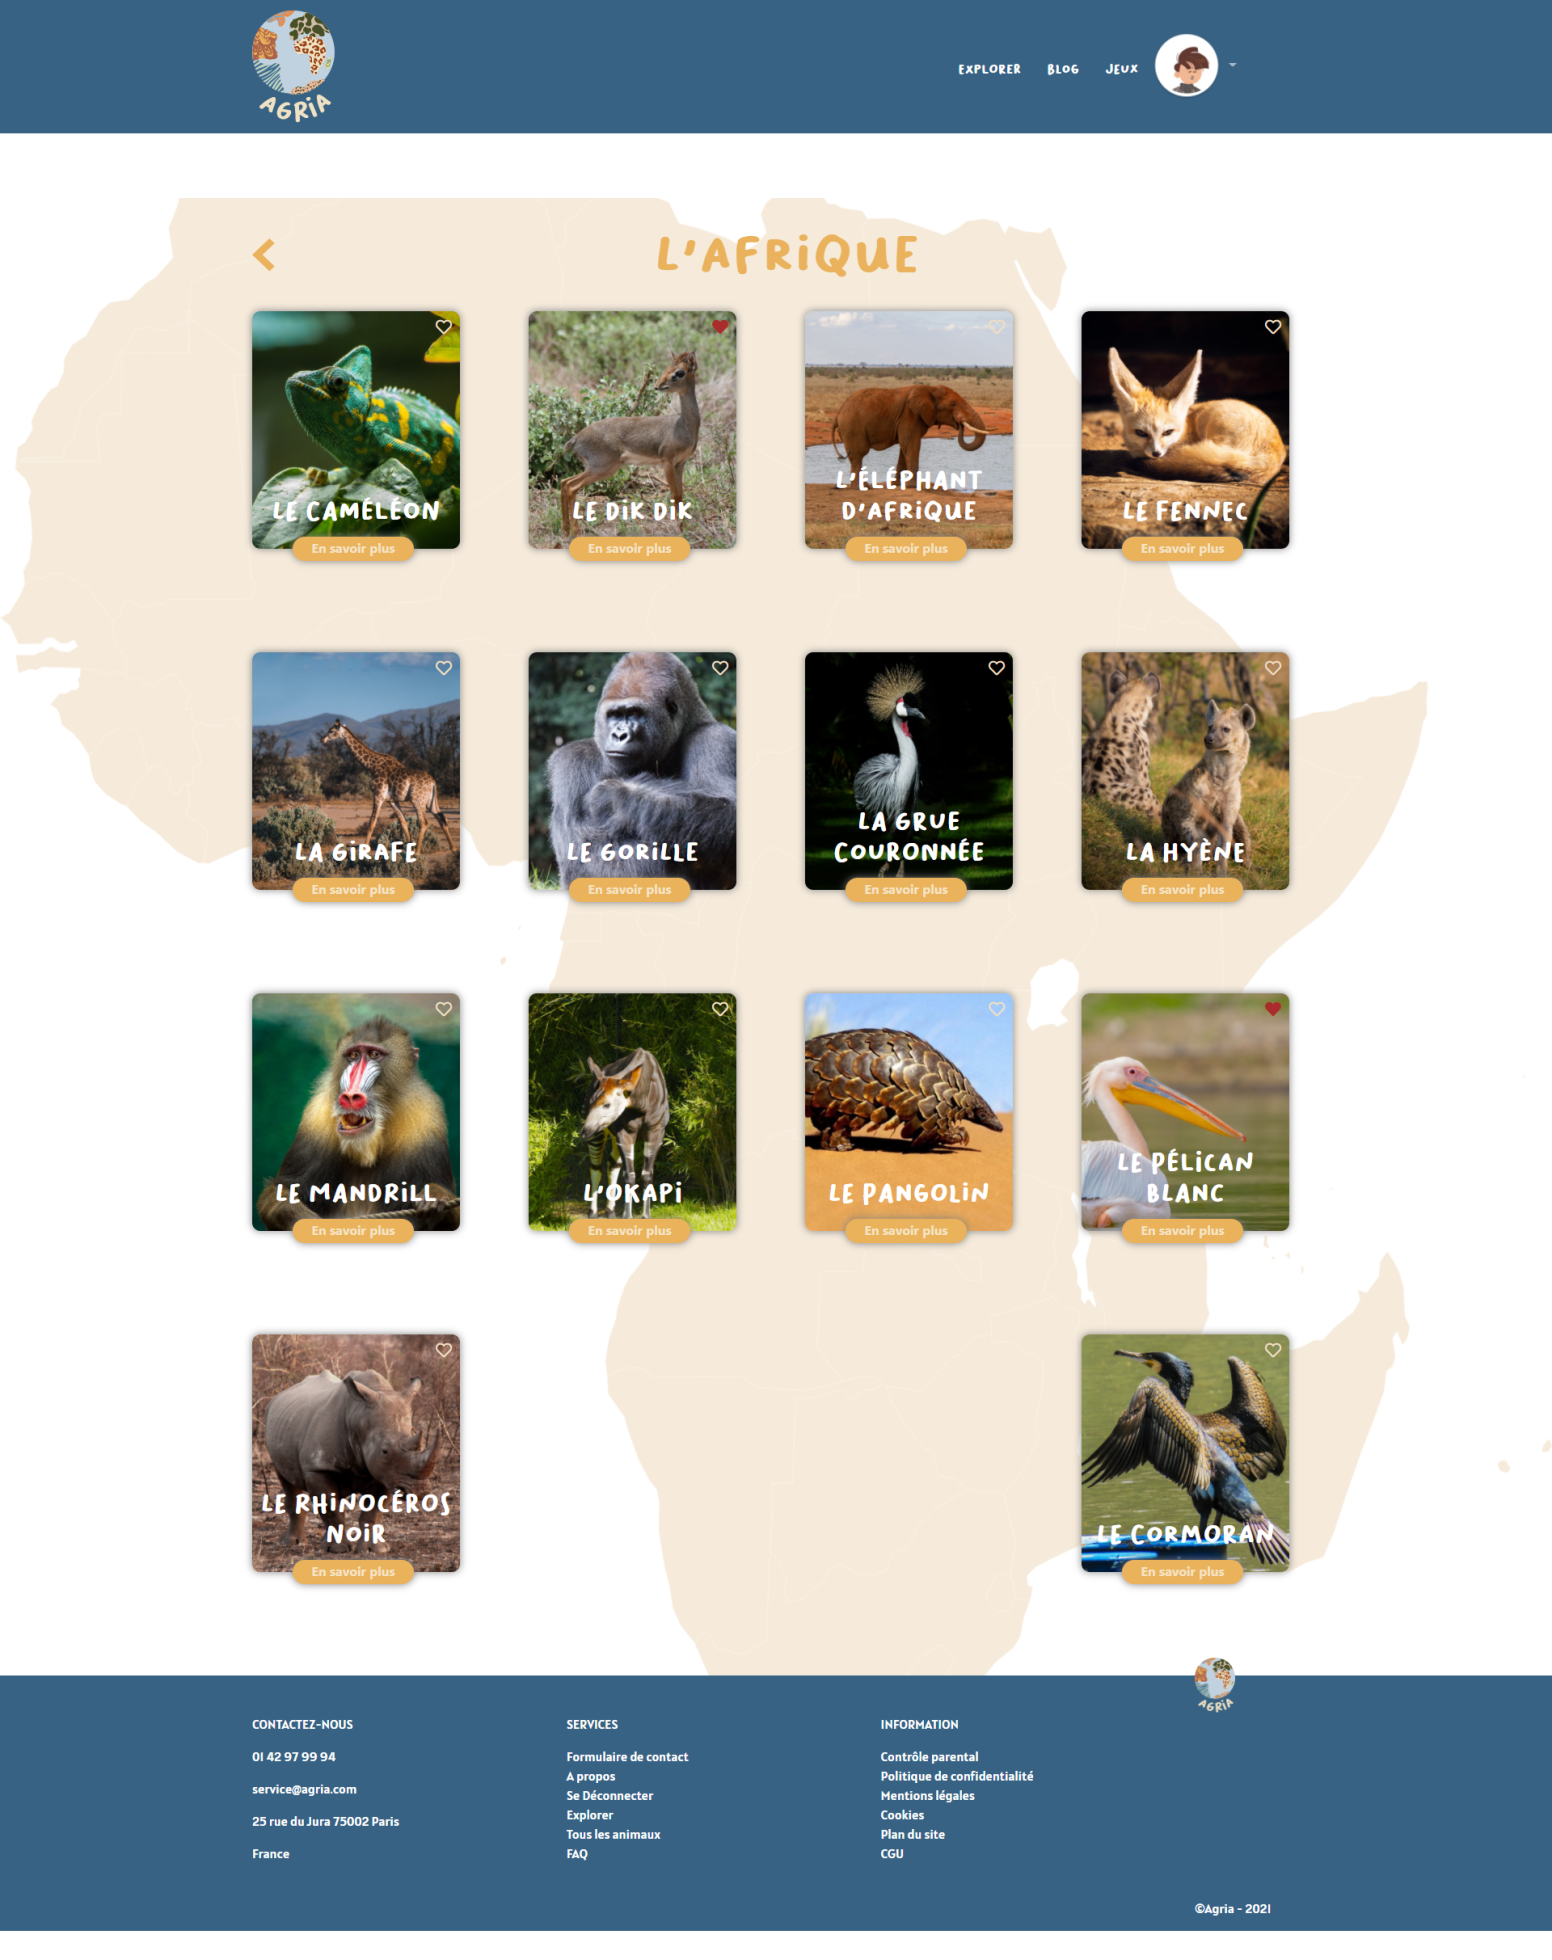 AGRiA
EXPLORER
BLOG
JEUX
L'AFRiQUE
LE CAMÉLÉON
En savoir plus
LE DiK DiK
En savoir plus
L'ÉLÉPHANT
D'AFRiQUE
En savoir plus
LE FENNEC
En savoir plus
LA GiRAFE
En savoir plus
LE GORiLLE
En savoir plus
LA GRUE
COURONNÉE
En savoir plus
LA HYÈNE
En savoir plus
LE MANDRiLL
En savoir plus
L'OKAPi
En savoir plus
LE PANGOLiN
En savoir plus
LE PÉLiCAN
BLANC
En savoir plus
LE RHiNOCÉROS
NOiR
En savoir plus
LE CORMORAN
En savoir plus
AGRiA
CONTACTEZ-NOUS
01 42 97 99 94
service@agria.com
25 rue du Jura 75002 Paris
France
SERVICES
Formulaire de contact
A propos
Se Déconnecter
Explorer
Tous les animaux
FAQ
INFORMATION
Contrôle parental
Politique de confidentialité
Mentions légales
Cookies
Plan du site
CGU
©Agria - 2021